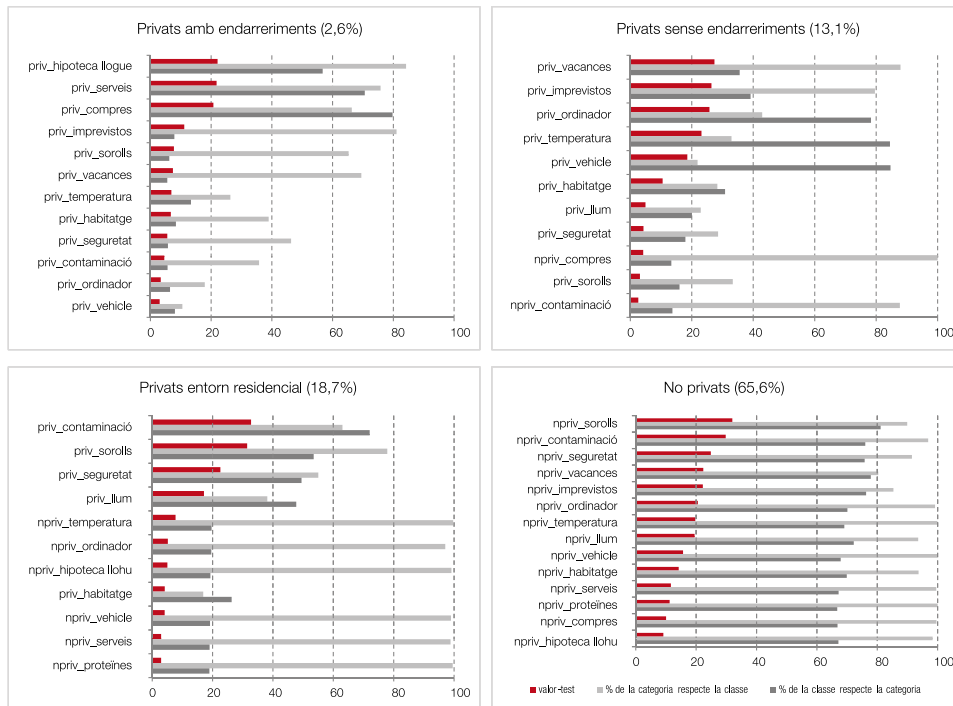 Privats amb endarreriments (2,6%)
priv_hipoteca llogue
priv_serveis
priv_compres
priv_imprevistos
priv_sorolls
priv_vacances
priv_temperatura
priv_habitatge
priv_seguretat
priv_contaminació
priv_ordinador
priv_vehicle
0 20 40 60 80 100
Privats sense endarreriments (13,1%)
priv_vacances
priv_imprevistos
priv_ordinador
priv_temperatura
priv_vehicle
priv_habitatge
priv_llum
priv_seguretat
npriv_compres
priv_sorolls
npriv_contaminació
0 20 40 60 80 100
Privats entorn residencial (18,7%)
priv_contaminació
priv_sorolls
priv_seguretat
priv_llum
npriv_temperatura
npriv_ordinador
npriv_hipoteca llohu
priv_habitatge
npriv_vehicle
npriv_serveis
npriv_proteïnes
0 20 40 60 80 100
No privats (65,6%)
npriv_sorolls
npriv_contaminació
npriv_seguretat
npriv_vacances
npriv_imprevistos
npriv_ordinador
npriv_temperatura
npriv_llum
npriv_vehicle
npriv_habitatge
npriv_serveis
npriv_proteïnes
npriv_compres
npriv_hipoteca llohu
0 20 40 60 80 100
valor-test % de la categoria respecte la classe % de la classe respecte la categoria